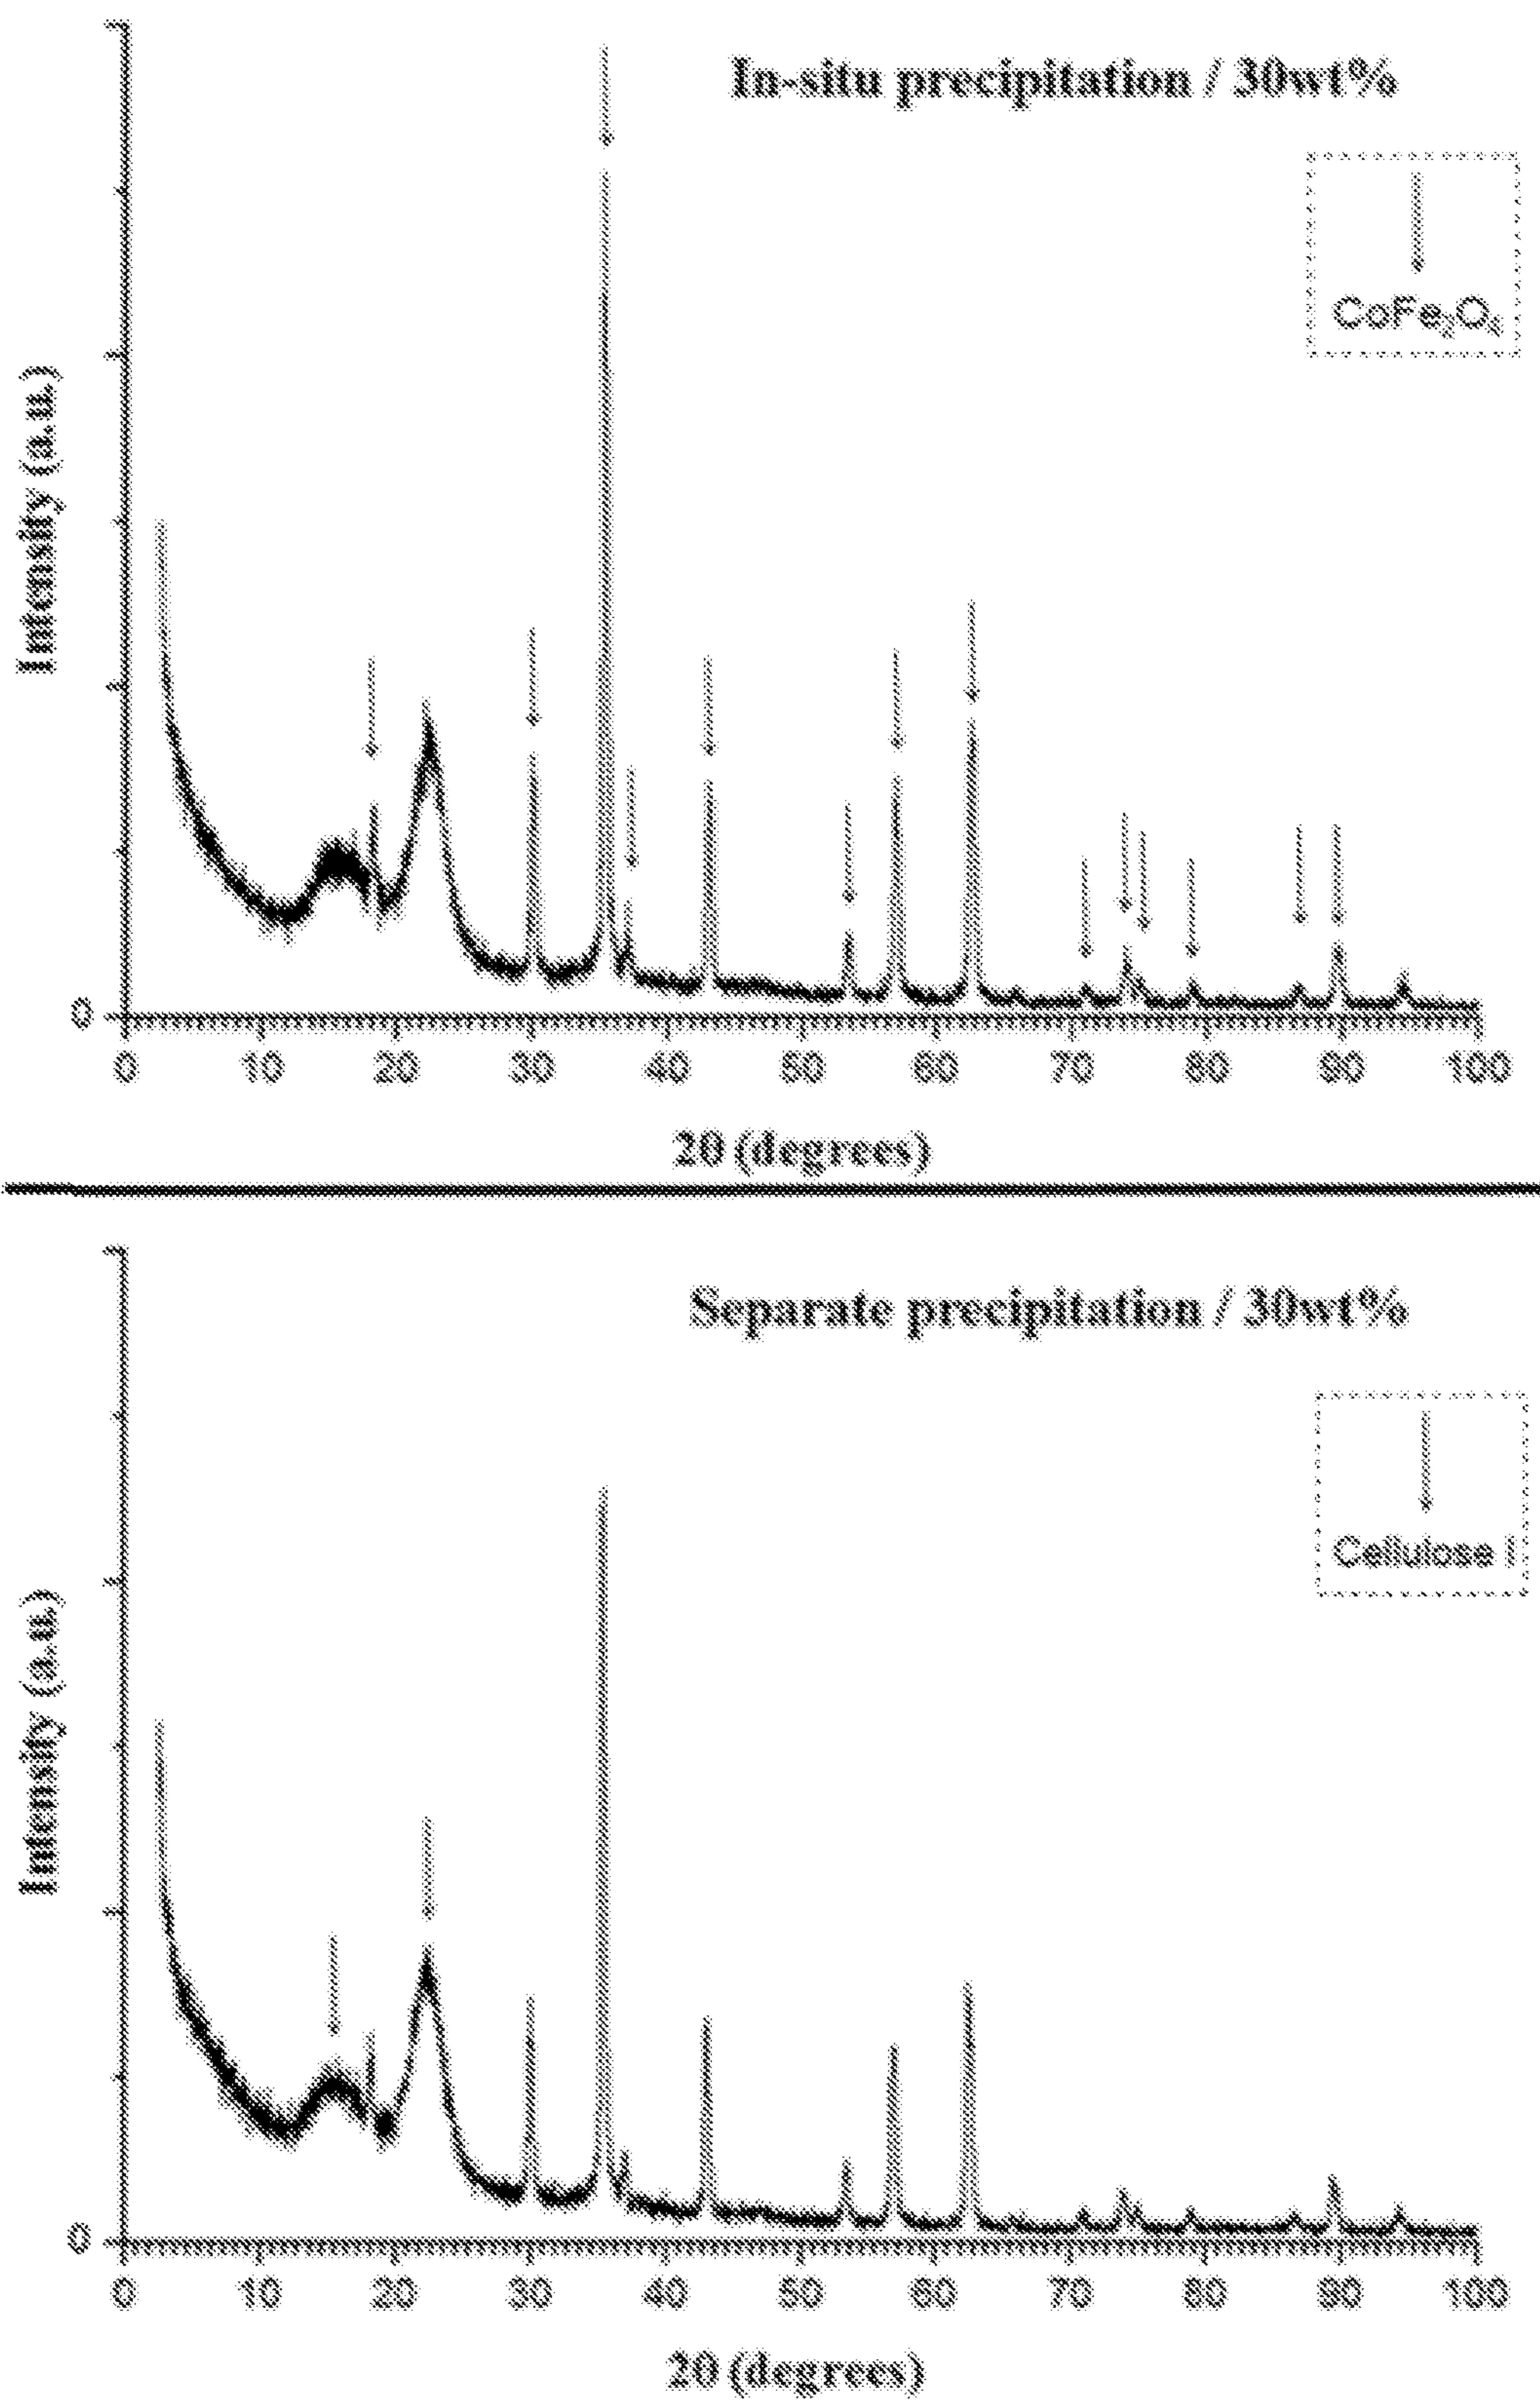 In-situ precipitation / 30wt%
CoFe₂O₄
Intensity (a.u.)
0
0 10 20 30 40 50 60 70 80 90 100
2θ (degrees)
Separate precipitation / 30wt%
Cellulose I
Intensity (a.u.)
0
0 10 20 30 40 50 60 70 80 90 100
2θ (degrees)